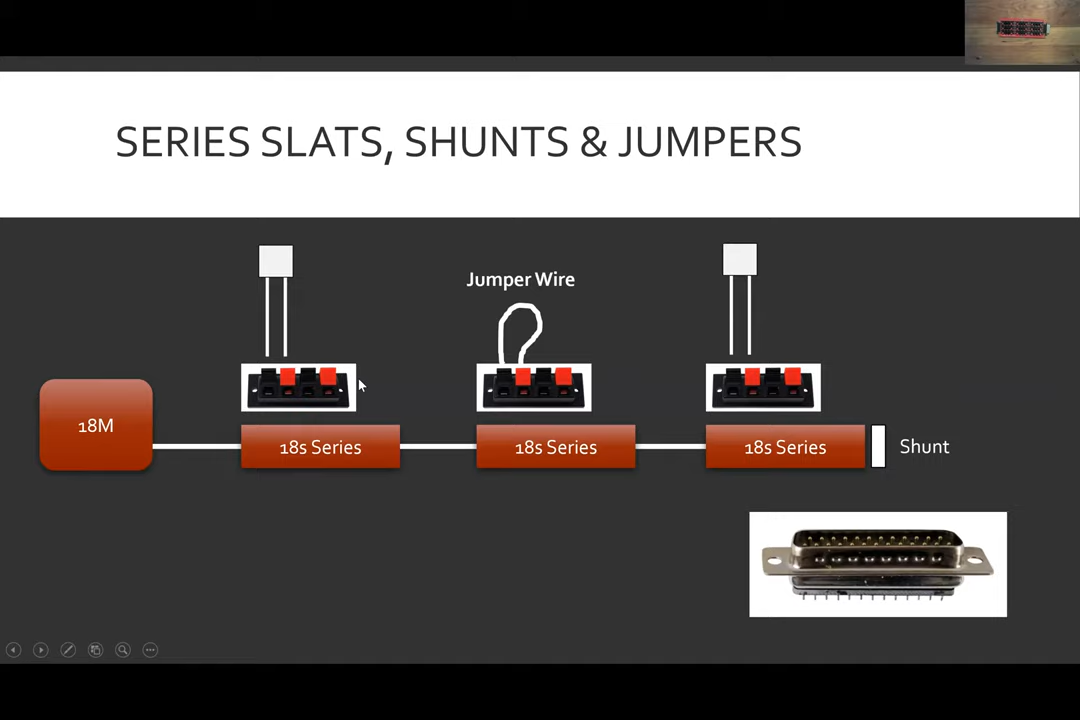 SERIES SLATS, SHUNTS & JUMPERS
Jumper Wire
18M
18s Series
18s Series
18s Series
Shunt